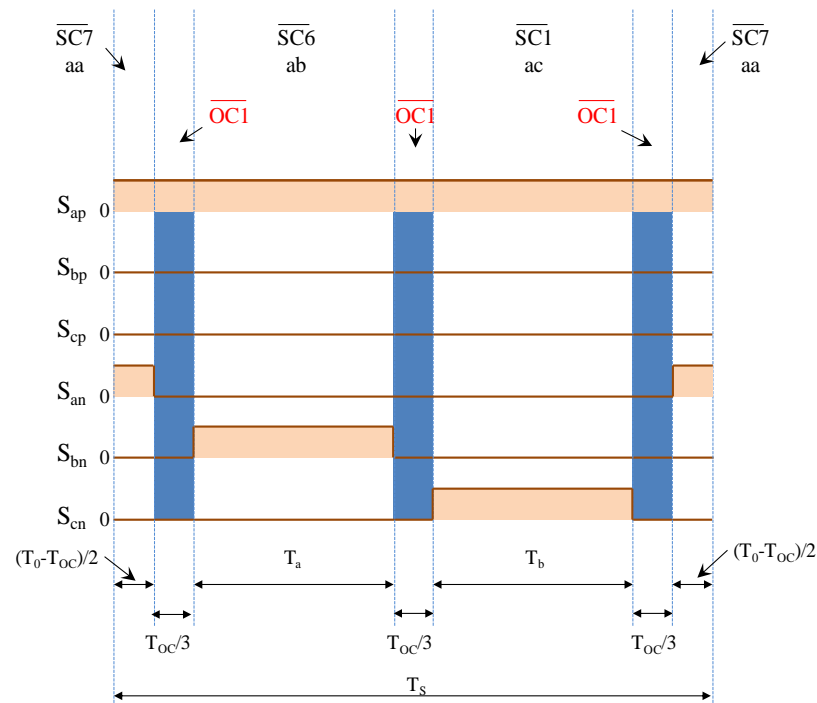 SC7 SC6 SC1 SC7
aa ab ac aa
OC1 OC1 OC1
Sap 0
Sbp 0
Scp 0
San 0
Sbn 0
Scn 0
(T0-TOC)/2 Ta Tb (T0-TOC)/2
TOC/3 TOC/3 TOC/3
TS